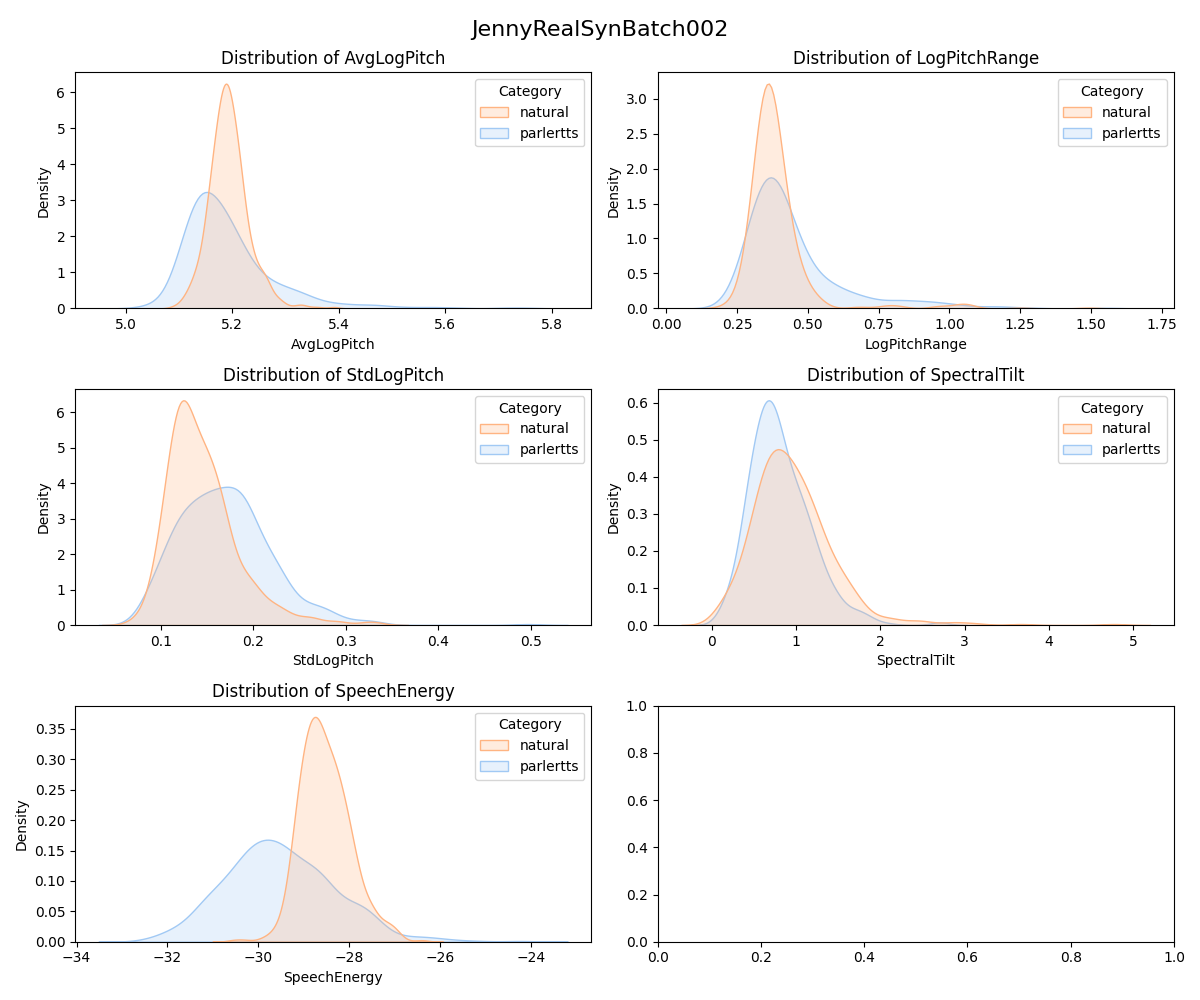 JennyRealSynBatch002
Distribution of AvgLogPitch
Density
6
5
4
3
2
1
0
5.0 5.2 5.4 5.6 5.8
AvgLogPitch
Category
natural
parlertts
Distribution of LogPitchRange
Density
3.0
2.5
2.0
1.5
1.0
0.5
0.0
0.00 0.25 0.50 0.75 1.00 1.25 1.50 1.75
LogPitchRange
Category
natural
parlertts
Distribution of StdLogPitch
Density
6
5
4
3
2
1
0
0.1 0.2 0.3 0.4 0.5
StdLogPitch
Category
natural
parlertts
Distribution of SpectralTilt
Density
0.6
0.5
0.4
0.3
0.2
0.1
0.0
0 1 2 3 4 5
SpectralTilt
Category
natural
parlertts
Distribution of SpeechEnergy
Density
0.35
0.30
0.25
0.20
0.15
0.10
0.05
0.00
−34 −32 −30 −28 −26 −24
SpeechEnergy
Category
natural
parlertts
1.0
0.8
0.6
0.4
0.2
0.0
0.0 0.2 0.4 0.6 0.8 1.0